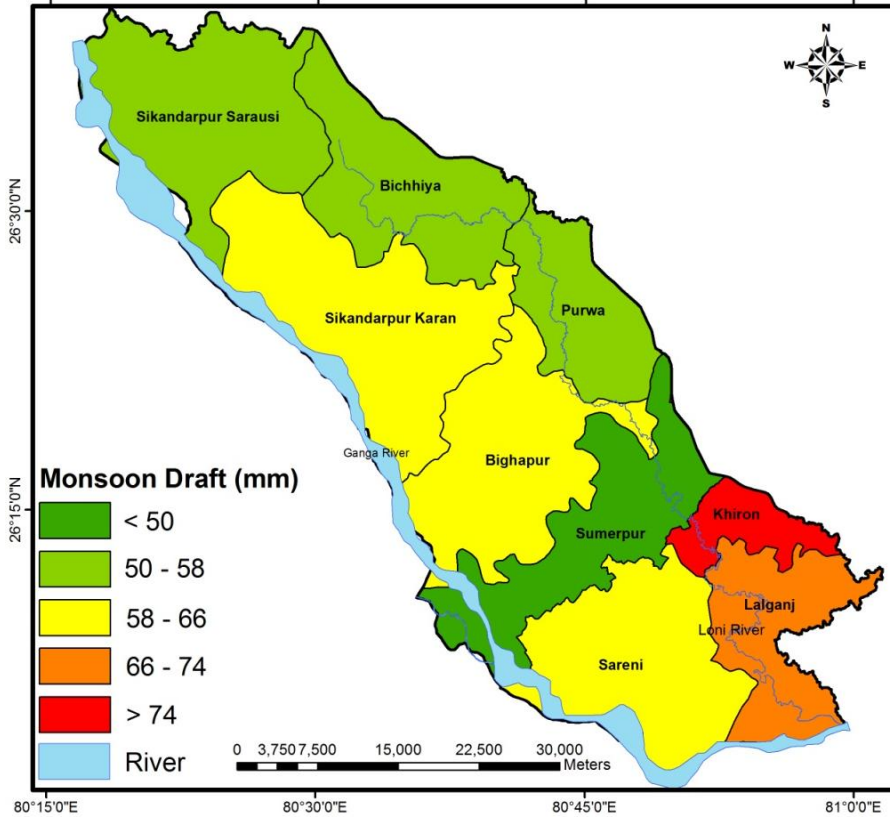 N
W E
S
Sikandarpur Sarausi
Bichhiya
26°30'0"N
Purwa
Sikandarpur Karan
Ganga River
Bighapur
Monsoon Draft (mm)
26°15'0"N
Khiron
< 50
Sumerpur
50 - 58
Lalganj
58 - 66
Loni River
Sareni
66 - 74
> 74
River
0 3,750 7,500 15,000 22,500 30,000
Meters
80°15'0"E 80°30'0"E 80°45'0"E 81°0'0"E